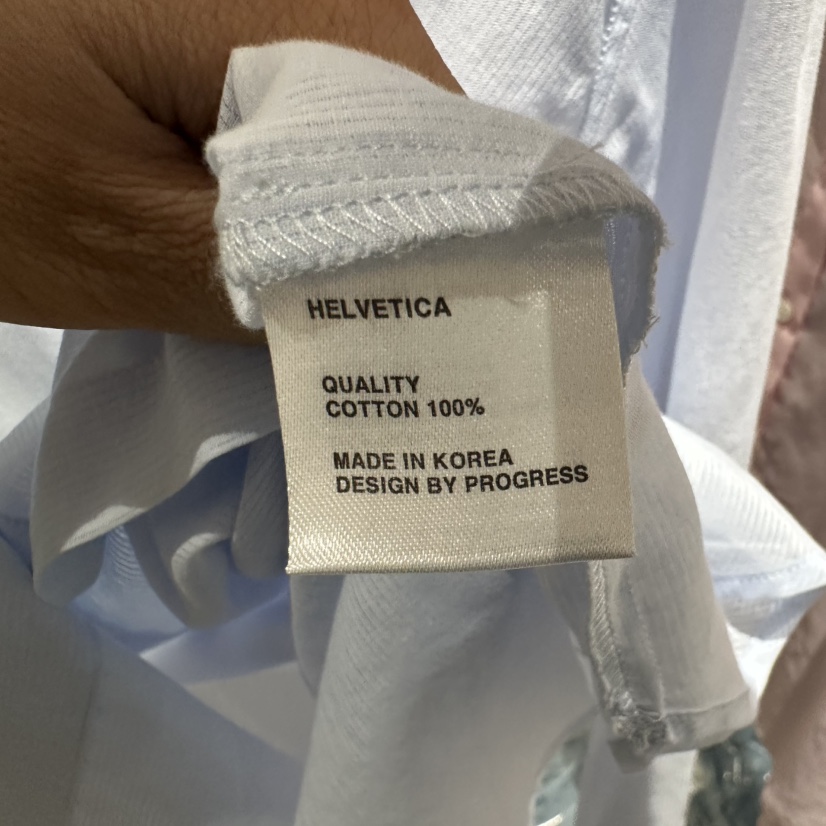 HELVETICA
QUALITY
COTTON 100%
MADE IN KOREA
DESIGN BY PROGRESS